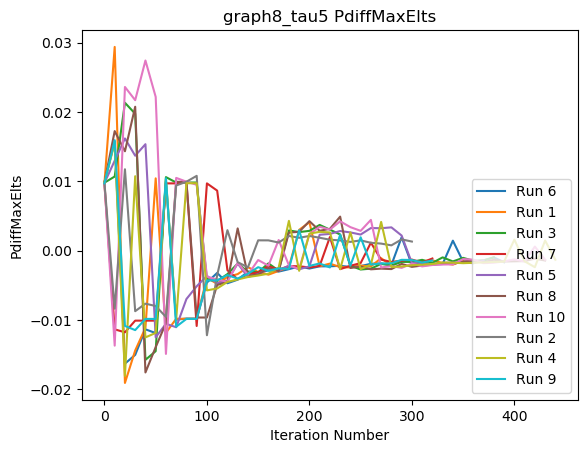 graph8_tau5 PdiffMaxElts
PdiffMaxElts
0.03
0.02
0.01
0.00
−0.01
−0.02
0
100
200
300
400
Iteration Number
Run 6
Run 1
Run 3
Run 7
Run 5
Run 8
Run 10
Run 2
Run 4
Run 9